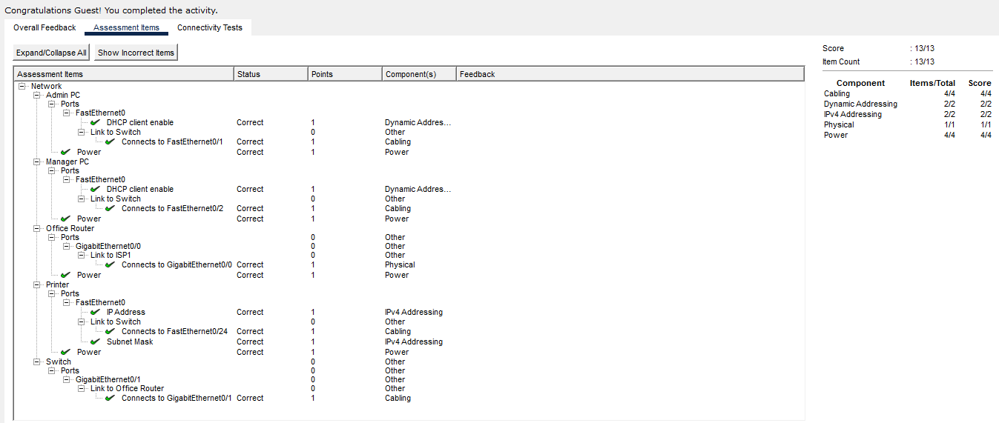 Congratulations Guest! You completed the activity.
Overall Feedback Assessment Items Connectivity Tests
Expand/Collapse All Show Incorrect Items
Assessment Items Status Points Component(s) Feedback
Network
Admin PC
Ports
FastEthernet0
DHCP client enable Correct 1 Dynamic Addres...
Link to Switch 0 Other
Connects to FastEthernet0/1 Correct 1 Cabling
Power Correct 1 Power
Manager PC
Ports
FastEthernet0
DHCP client enable Correct 1 Dynamic Addres...
Link to Switch 0 Other
Connects to FastEthernet0/2 Correct 1 Cabling
Power Correct 1 Power
Office Router
Ports 0 Other
GigabitEthernet0/0 0 Other
Link to ISP1 0 Other
Connects to GigabitEthernet0/0 Correct 1 Physical
Power Correct 1 Power
Printer
Ports
FastEthernet0
IP Address Correct 1 IPv4 Addressing
Link to Switch 0 Other
Connects to FastEthernet0/24 Correct 1 Cabling
Subnet Mask Correct 1 IPv4 Addressing
Power Correct 1 Power
Switch 0 Other
Ports 0 Other
GigabitEthernet0/1 0 Other
Link to Office Router 0 Other
Connects to GigabitEthernet0/1 Correct 1 Cabling
Score : 13/13
Item Count : 13/13
Component Items/Total Score
Cabling 4/4 4/4
Dynamic Addressing 2/2 2/2
IPv4 Addressing 2/2 2/2
Physical 1/1 1/1
Power 4/4 4/4